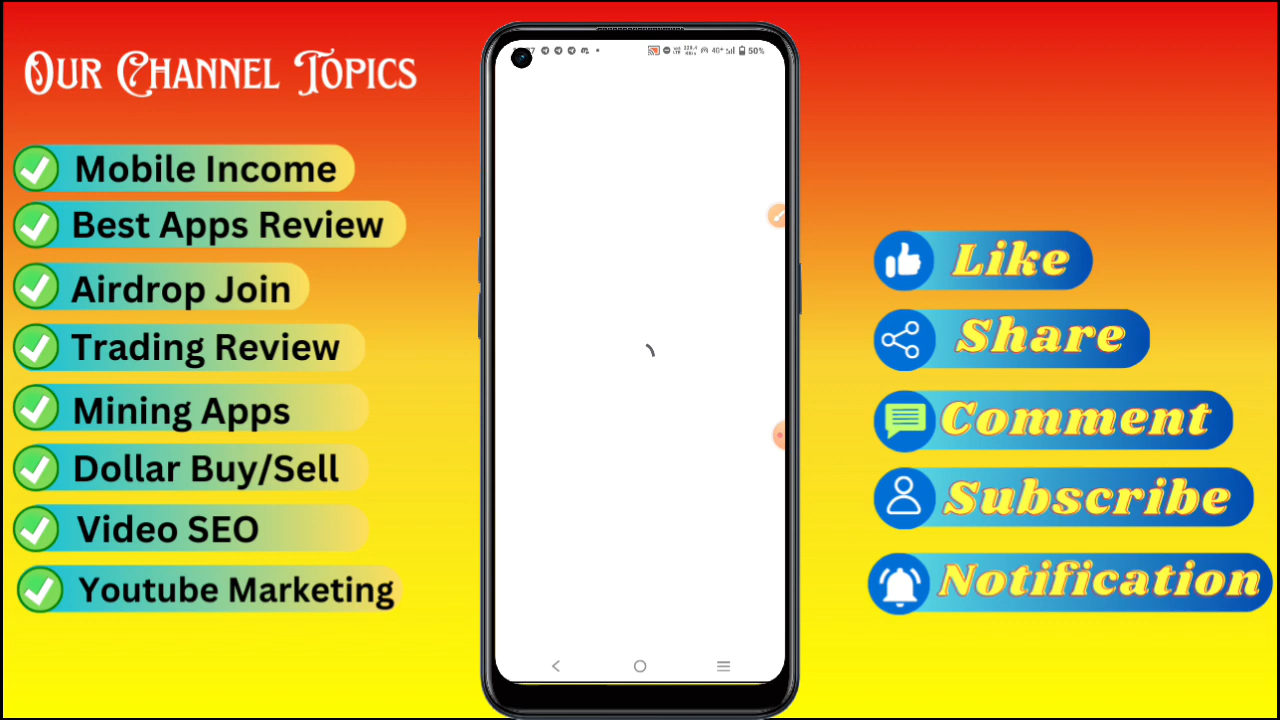 Our Channel Topics
Mobile Income
Best Apps Review
Airdrop Join
Trading Review
Mining Apps
Dollar Buy/Sell
Video SEO
Youtube Marketing
50%
Like
Share
Comment
Subscribe
Notification